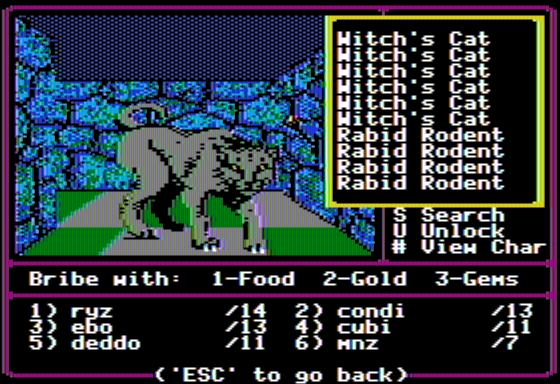 Witch's Cat
Witch's Cat
Witch's Cat
Witch's Cat
Witch's Cat
Witch's Cat
Rabid Rodent
Rabid Rodent
Rabid Rodent
Rabid Rodent
S Search
U Unlock
# View Char
Bribe with: 1-Food 2-Gold 3-Gems
1) ryz /14 2) condi /13
3) ebo /13 4) cubi /11
5) deddo /11 6) mnz /7
('ESC' to go back)